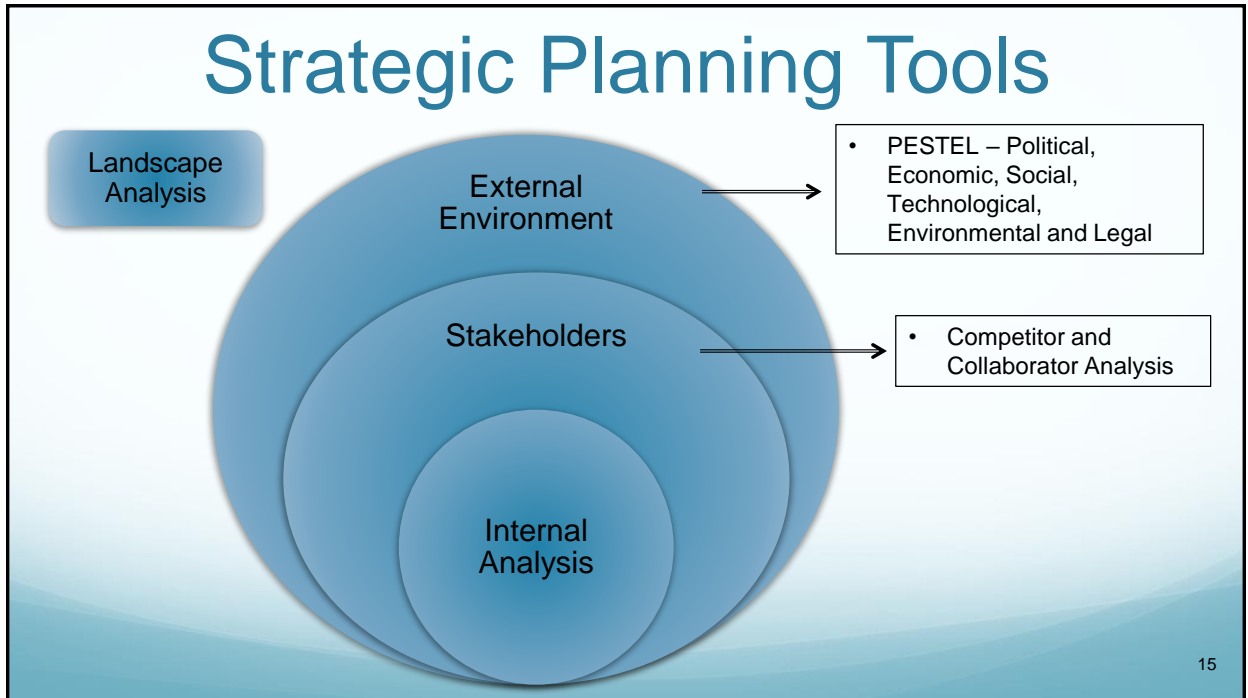 Strategic Planning Tools
Landscape
Analysis
External
Environment
• PESTEL – Political,
Economic, Social,
Technological,
Environmental and Legal
Stakeholders
• Competitor and
Collaborator Analysis
Internal
Analysis
15